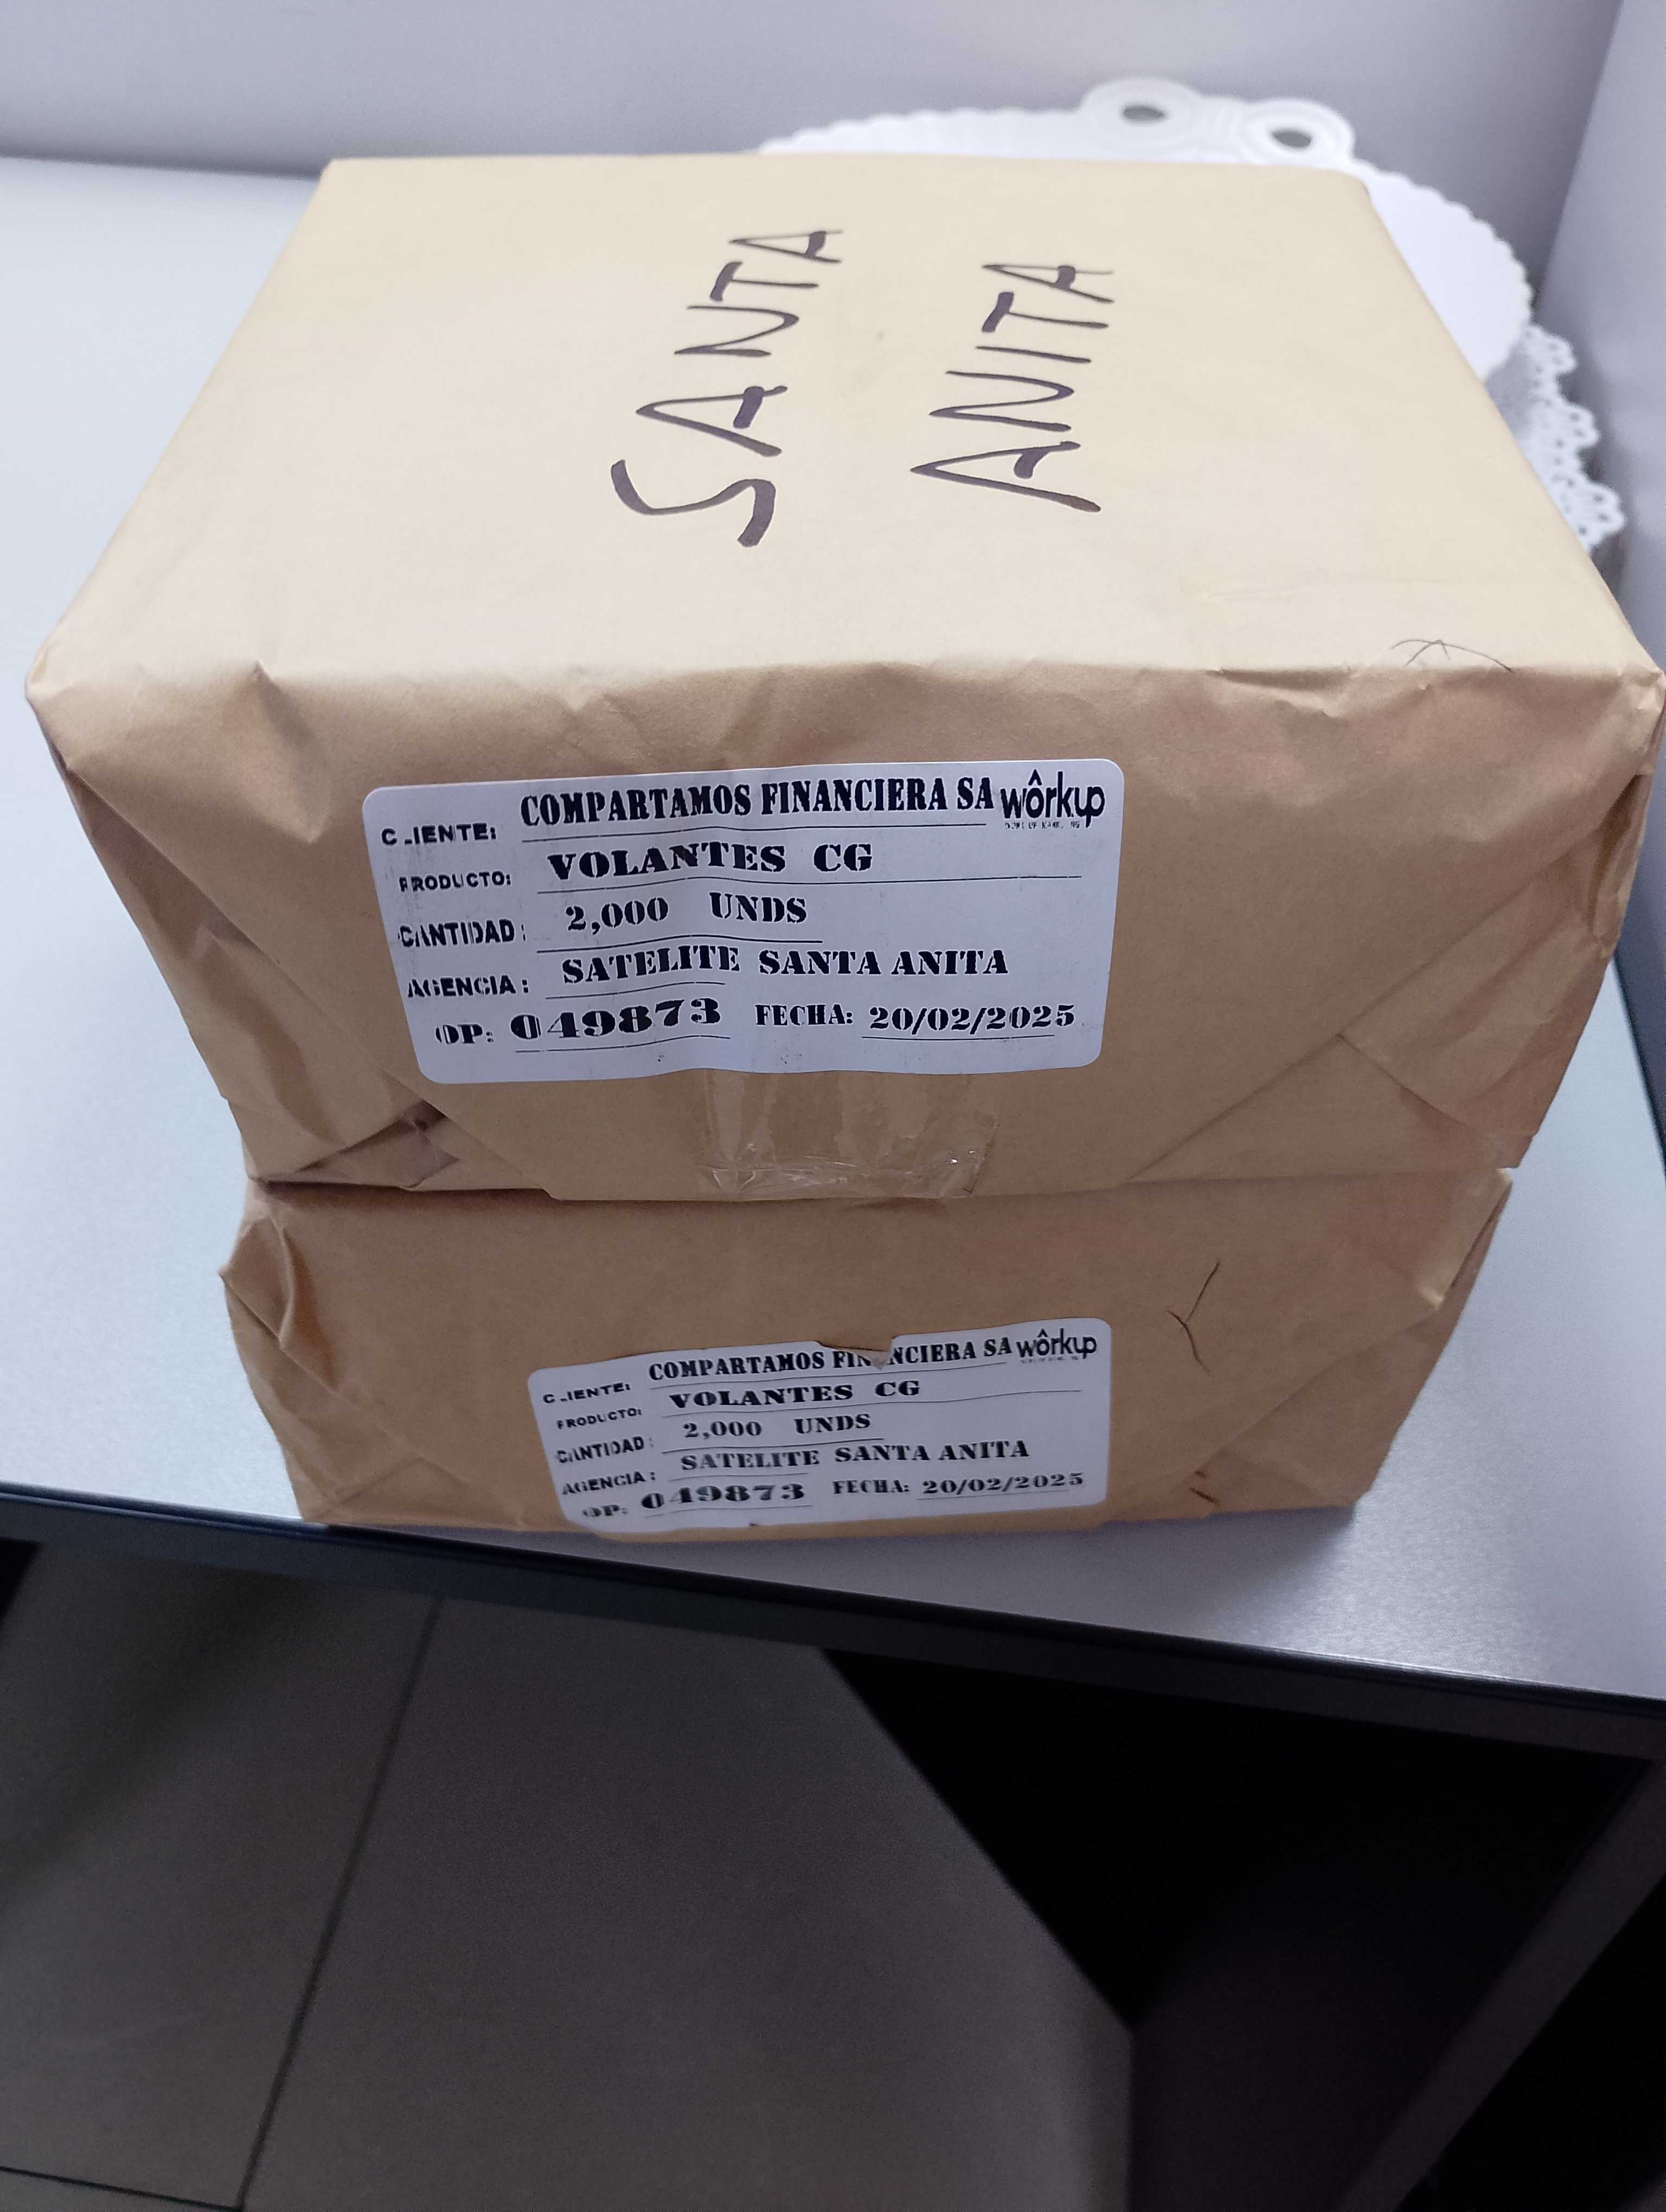 SANTA
ANITA
CLIENTE: COMPARTAMOS FINANCIERA SA wôrkup
PRODUCTO: VOLANTES CG
CANTIDAD: 2,000 UNDS
AGENCIA: SATELITE SANTA ANITA
OP: 049873 FECHA: 20/02/2025
CLIENTE: COMPARTAMOS FINANCIERA SA wôrkup
PRODUCTO: VOLANTES CG
CANTIDAD: 2,000 UNDS
AGENCIA: SATELITE SANTA ANITA
OP: 049873 FECHA: 20/02/2025